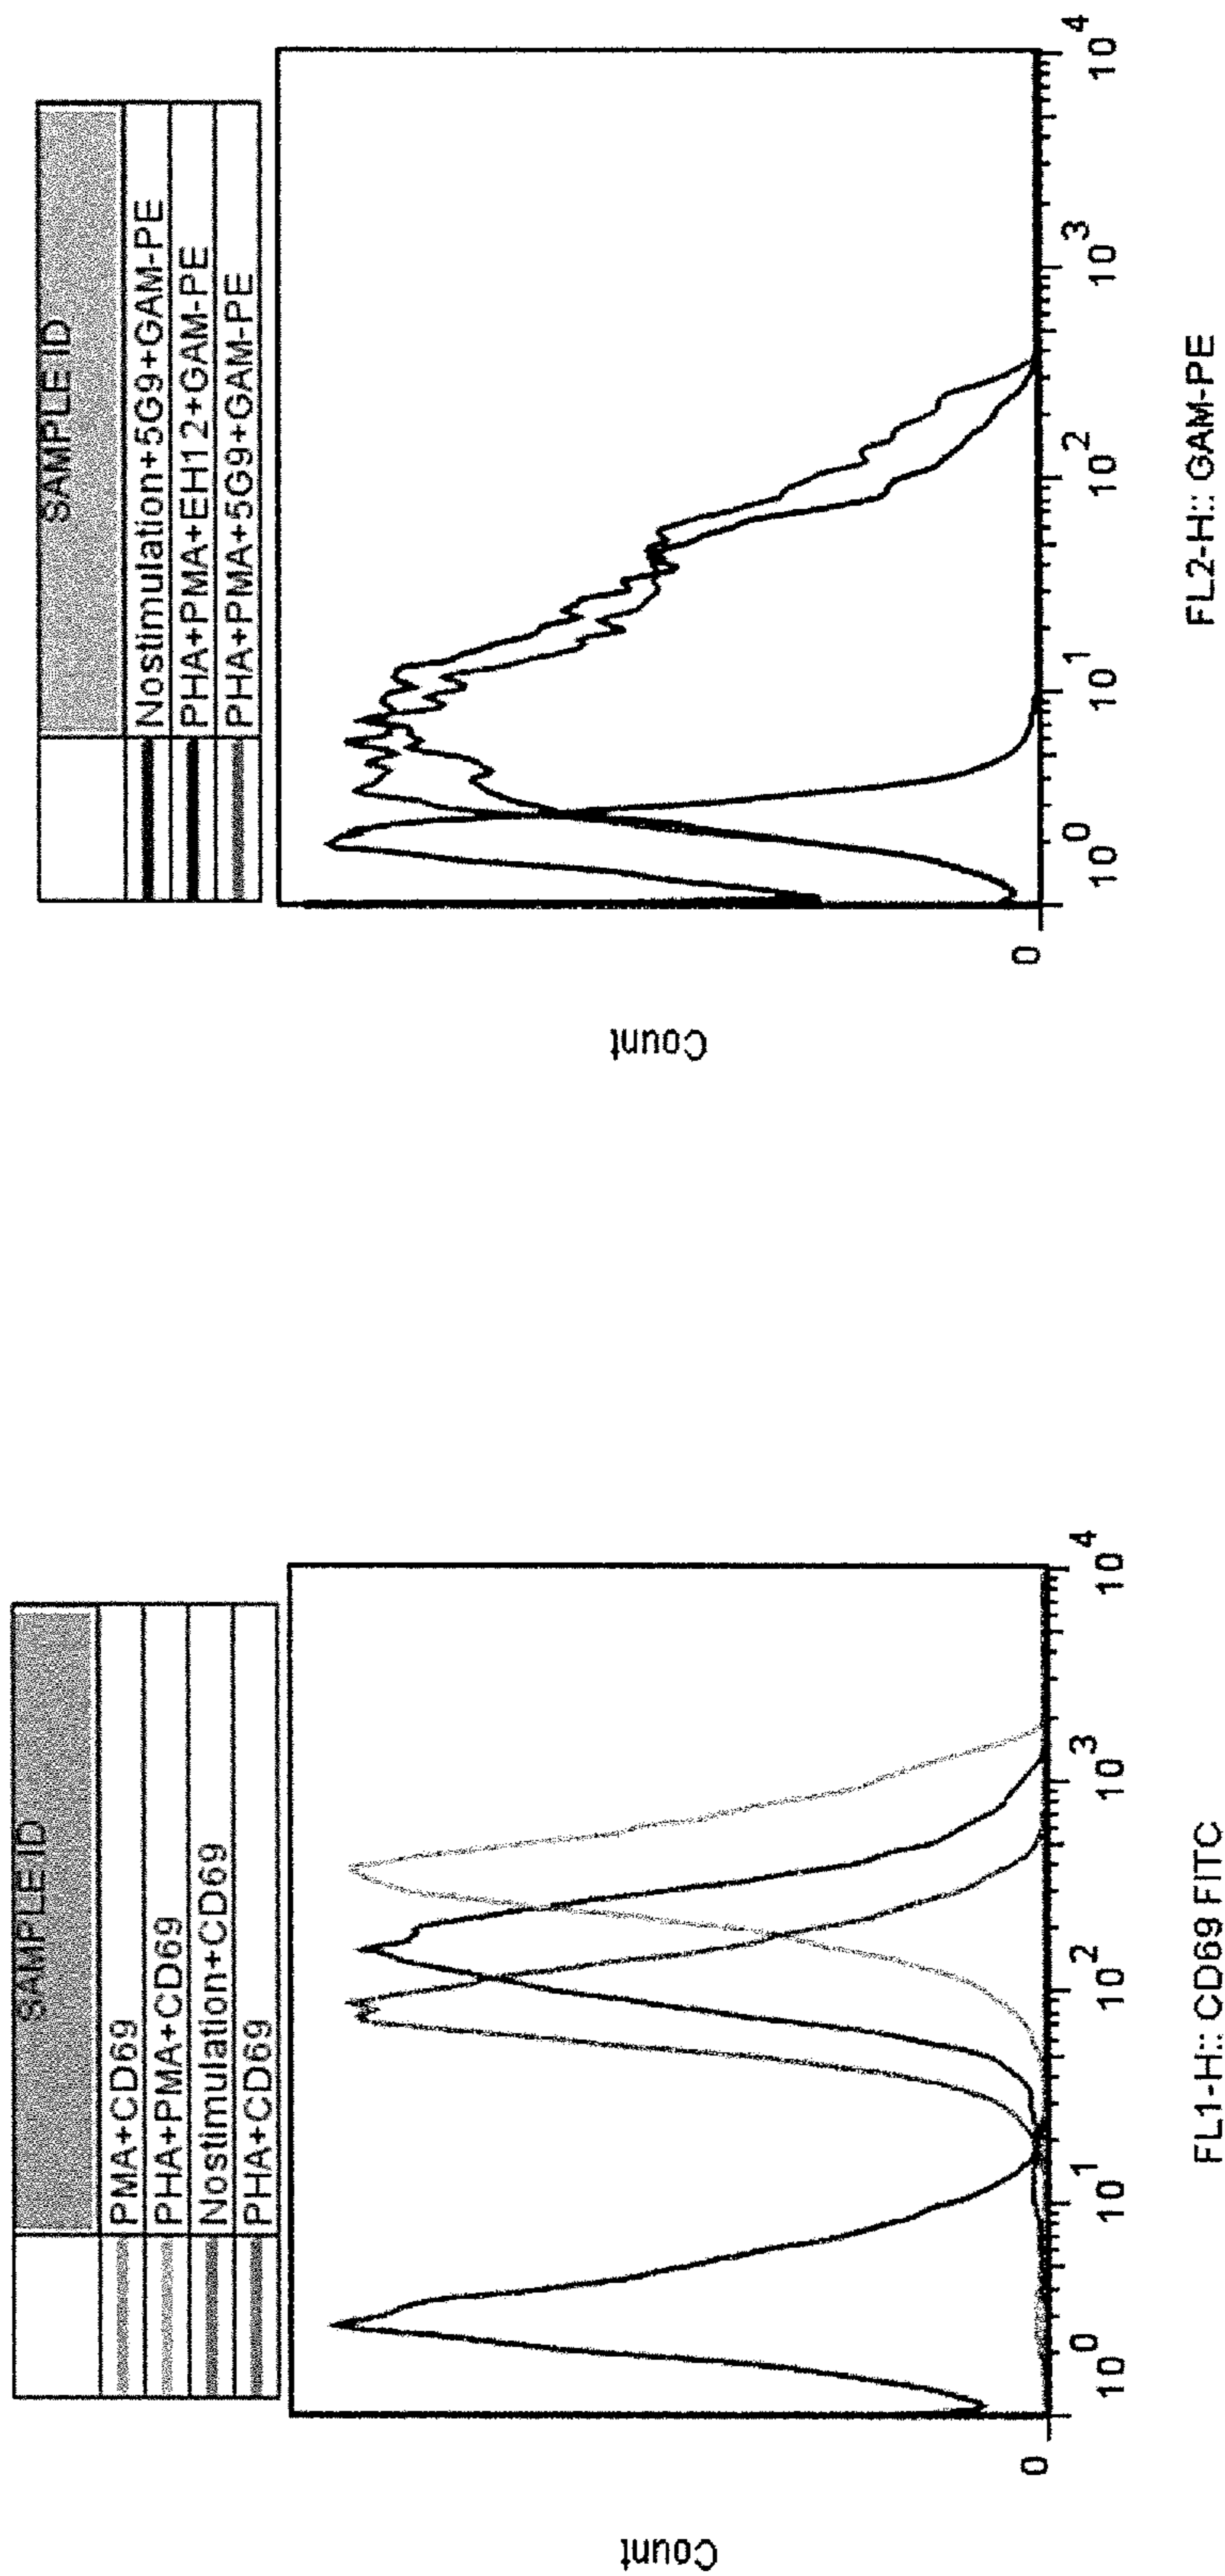 SAMPLE ID
PMA+CD69
PHA+PMA+CD69
Nostimulation+CD69
PHA+CD69
Count
0
10^0 10^1 10^2 10^3 10^4
FL1-H:: CD69 FITC
SAMPLE ID
Nostimulation+5G9+GAM-PE
PHA+PMA+EH12+GAM-PE
PHA+PMA+5G9+GAM-PE
Count
0
10^0 10^1 10^2 10^3 10^4
FL2-H:: GAM-PE